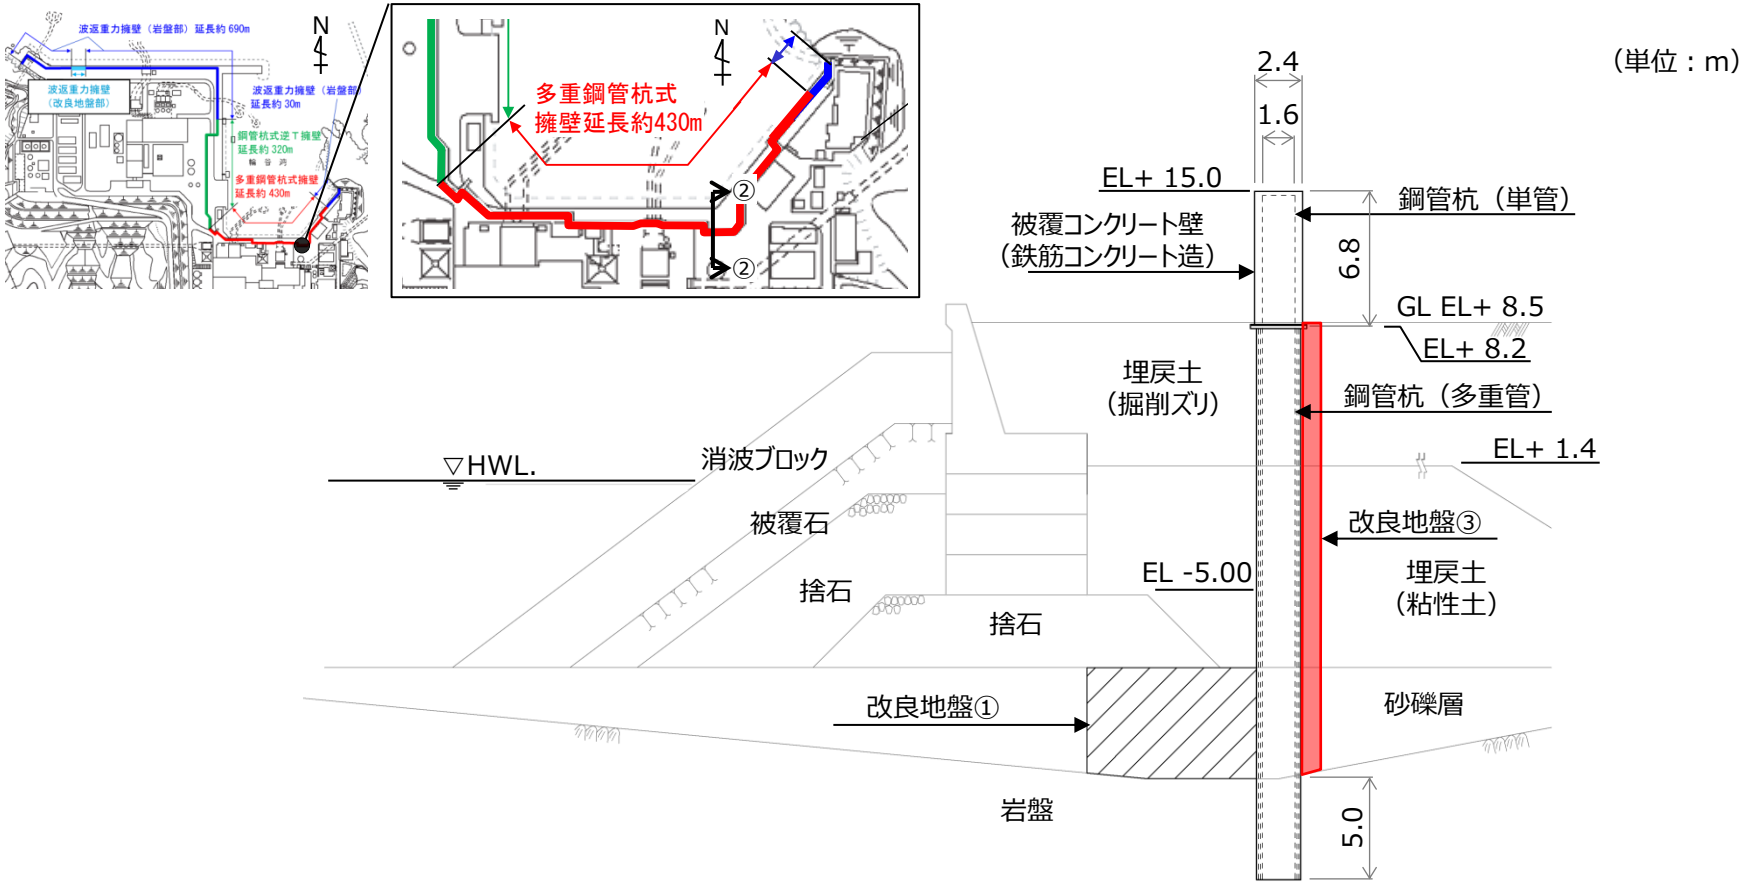 波返重力擁壁（岩盤部）延長約690m
N
波返重力擁壁
（改良地盤部）
波返重力擁壁（岩盤部）
延長約30m
鋼管杭式逆T擁壁
延長約320m
輪谷湾
多重鋼管杭式擁壁
延長約430m
N
多重鋼管杭式
擁壁延長約430m
②
②
（単位：m）
2.4
1.6
EL+ 15.0
鋼管杭（単管）
被覆コンクリート壁
（鉄筋コンクリート造）
6.8
GL EL+ 8.5
EL+ 8.2
埋戻土
（掘削ズリ）
鋼管杭（多重管）
EL+ 1.4
▽HWL.
消波ブロック
被覆石
改良地盤③
捨石
EL -5.00
埋戻土
（粘性土）
捨石
改良地盤①
砂礫層
岩盤
5.0